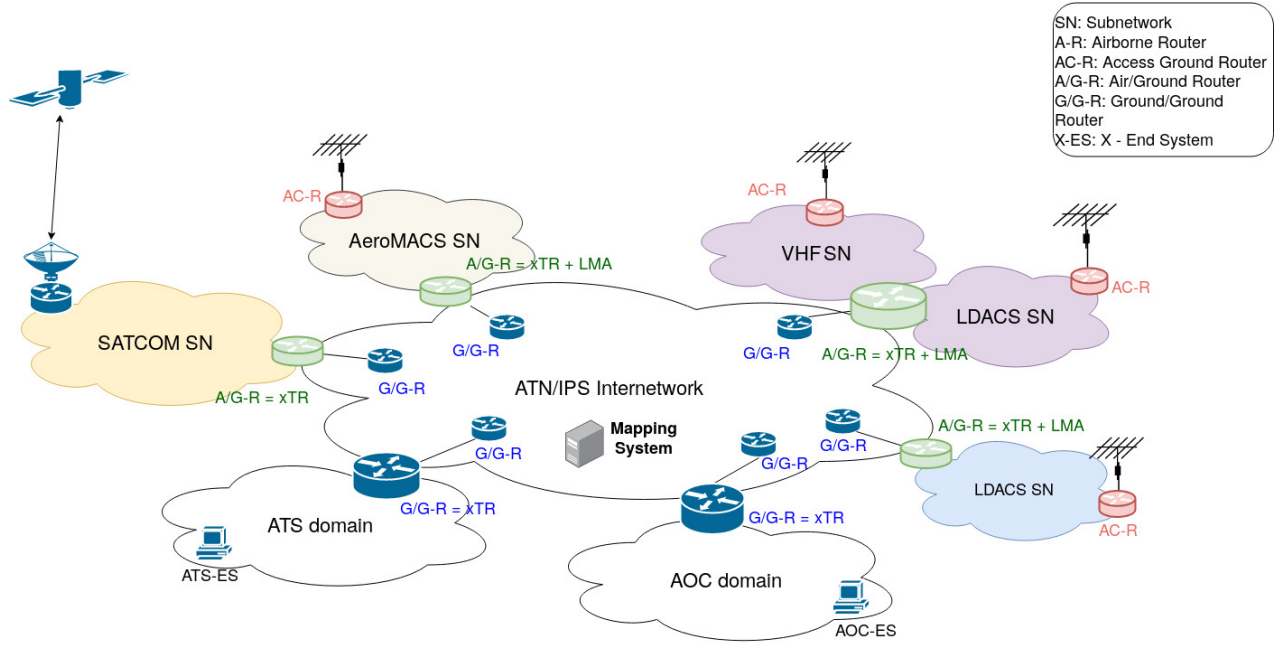 SN: Subnetwork
A-R: Airborne Router
AC-R: Access Ground Router
A/G-R: Air/Ground Router
G/G-R: Ground/Ground
Router
X-ES: X - End System
AC-R
AeroMACS SN
A/G-R = xTR + LMA
G/G-R
AC-R
VHF SN
AC-R
LDACS SN
G/G-R
A/G-R = xTR + LMA
SATCOM SN
A/G-R = xTR
G/G-R
ATN/IPS Internetwork
Mapping
System
G/G-R
G/G-R = xTR
ATS domain
ATS-ES
G/G-R
G/G-R = xTR
AOC domain
AOC-ES
G/G-R
A/G-R = xTR + LMA
LDACS SN
AC-R